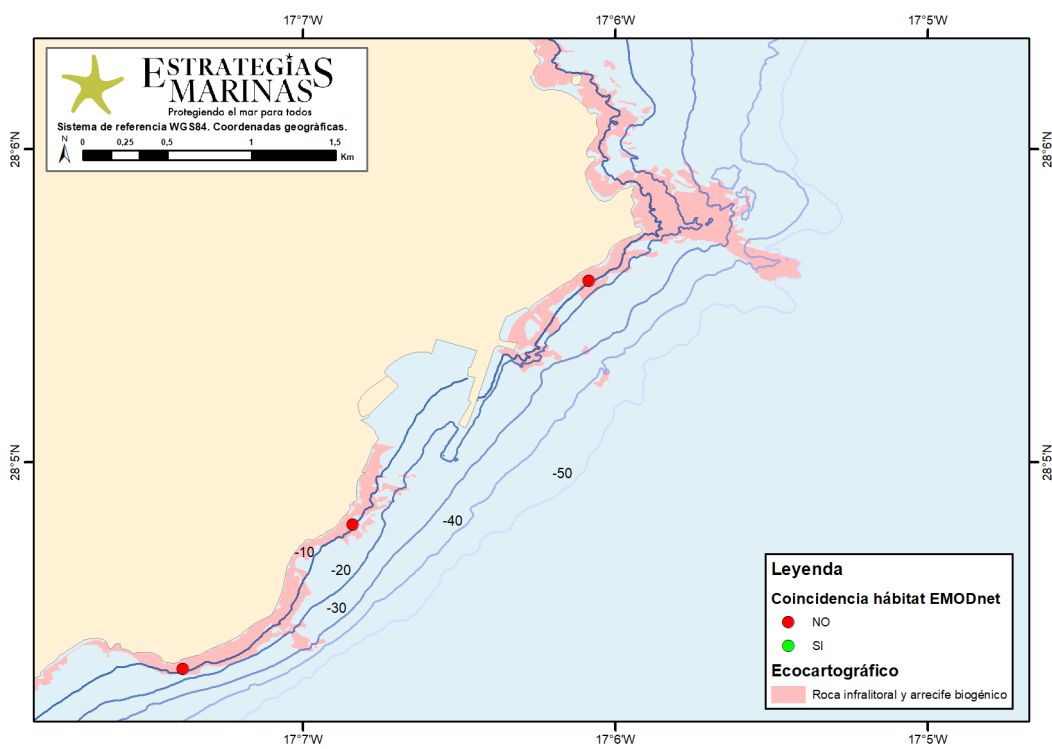 17°7'W 17°6'W 17°5'W
ESTRATEGIAS
MARINAS
Protegiendo el mar para todos
Sistema de referencia WGS84. Coordenadas geográficas.
N
0 0,25 0,5 1 1,5
Km
28°6'N 28°6'N
28°5'N 28°5'N
-50
-40
-10
-20
-30
Leyenda
Coincidencia hábitat EMODnet
NO
SI
Ecocartográfico
Roca infralitoral y arrecife biogénico
17°7'W 17°6'W 17°5'W